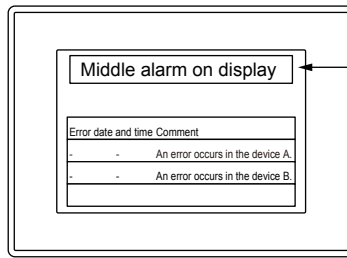 Middle alarm on display
Error date and time Comment
- - An error occurs in the device A.
- - An error occurs in the device B.